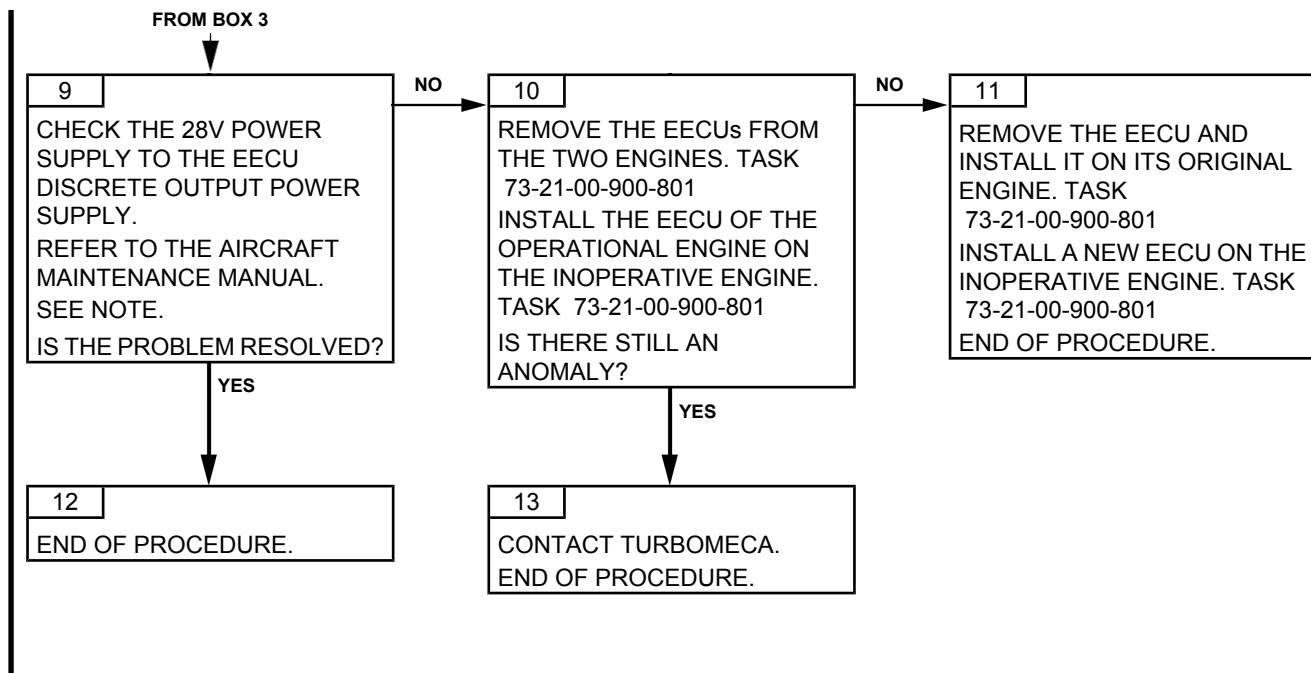 FROM BOX 3
9
CHECK THE 28V POWER
SUPPLY TO THE EECU
DISCRETE OUTPUT POWER
SUPPLY.
REFER TO THE AIRCRAFT
MAINTENANCE MANUAL.
SEE NOTE.
IS THE PROBLEM RESOLVED?
NO
10
REMOVE THE EECUs FROM
THE TWO ENGINES. TASK
73-21-00-900-801
INSTALL THE EECU OF THE
OPERATIONAL ENGINE ON
THE INOPERATIVE ENGINE.
TASK 73-21-00-900-801
IS THERE STILL AN
ANOMALY?
NO
11
REMOVE THE EECU AND
INSTALL IT ON ITS ORIGINAL
ENGINE. TASK
73-21-00-900-801
INSTALL A NEW EECU ON THE
INOPERATIVE ENGINE. TASK
73-21-00-900-801
END OF PROCEDURE.
YES
YES
12
END OF PROCEDURE.
13
CONTACT TURBOMECA.
END OF PROCEDURE.